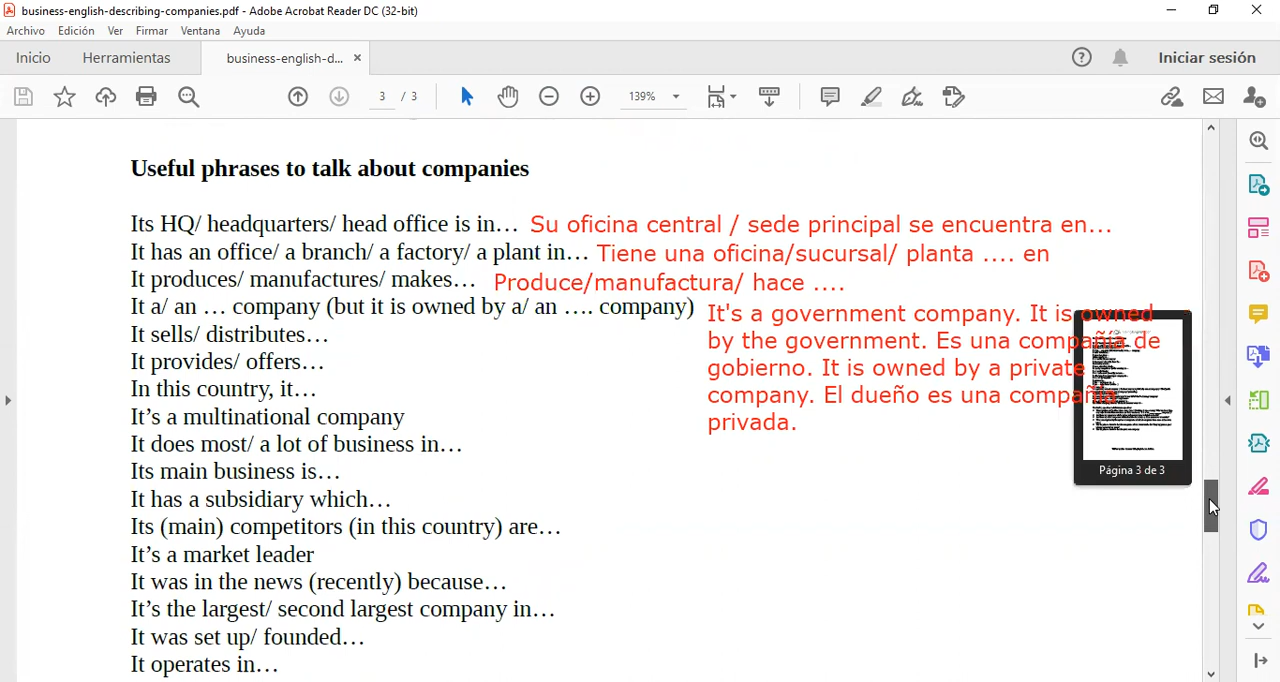 business-english-describing-companies.pdf - Adobe Acrobat Reader DC (32-bit)
Archivo Edición Ver Firmar Ventana Ayuda
Inicio Herramientas business-english-d... Iniciar sesión
3 / 3 139%
Useful phrases to talk about companies
Its HQ/ headquarters/ head office is in… Su oficina central / sede principal se encuentra en...
It has an office/ a branch/ a factory/ a plant in… Tiene una oficina/sucursal/ planta .... en
It produces/ manufactures/ makes… Produce/manufactura/ hace ....
It a/ an … company (but it is owned by a/ an …. company)
It's a government company. It is owned
by the government. Es una compañía de
gobierno. It is owned by a private
company. El dueño es una compañía
privada.
It sells/ distributes…
It provides/ offers…
In this country, it…
It’s a multinational company
It does most/ a lot of business in…
Its main business is…
It has a subsidiary which…
Its (main) competitors (in this country) are…
It’s a market leader
It was in the news (recently) because…
It’s the largest/ second largest company in…
It was set up/ founded…
It operates in…
Página 3 de 3